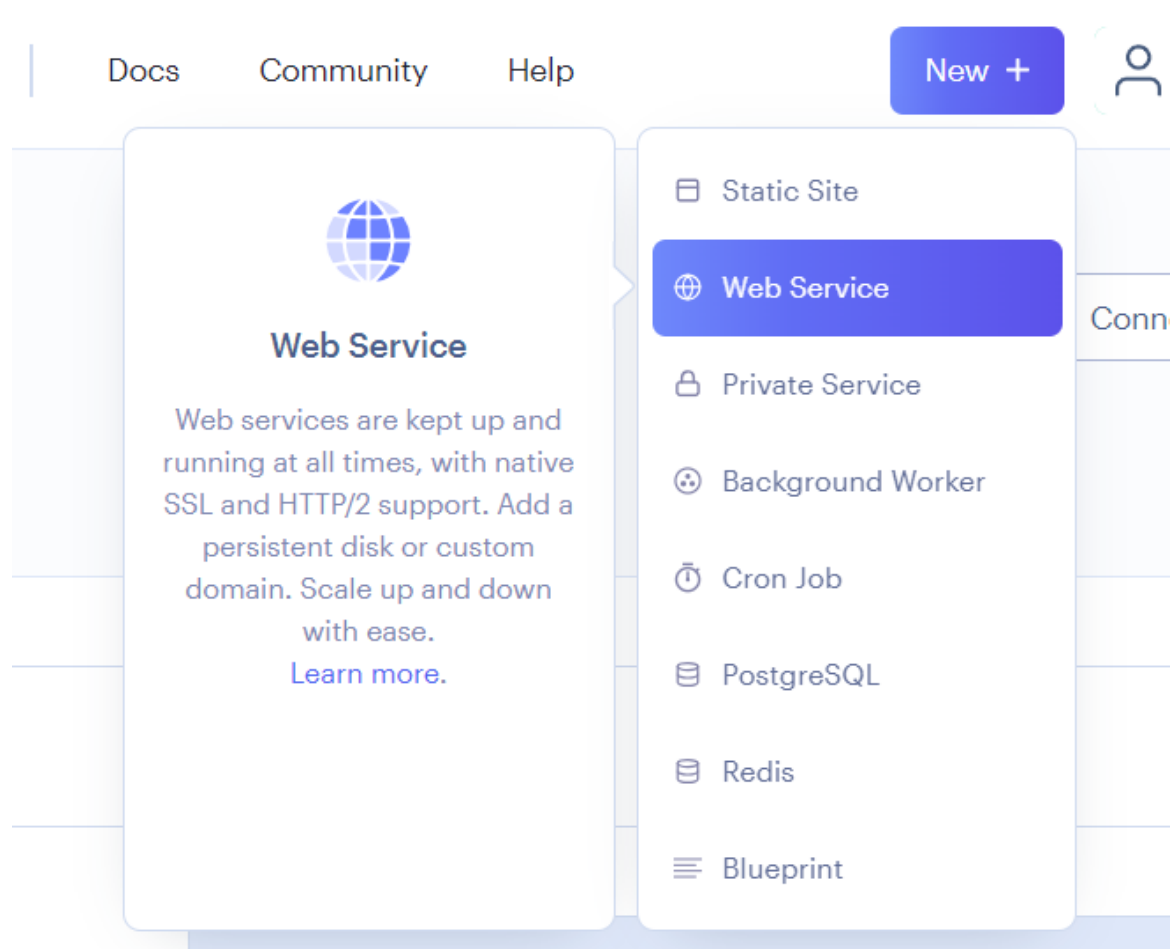 Docs Community Help New +
Web Service
Web services are kept up and
running at all times, with native
SSL and HTTP/2 support. Add a
persistent disk or custom
domain. Scale up and down
with ease.
Learn more.
Static Site
Web Service
Private Service
Background Worker
Cron Job
PostgreSQL
Redis
Blueprint